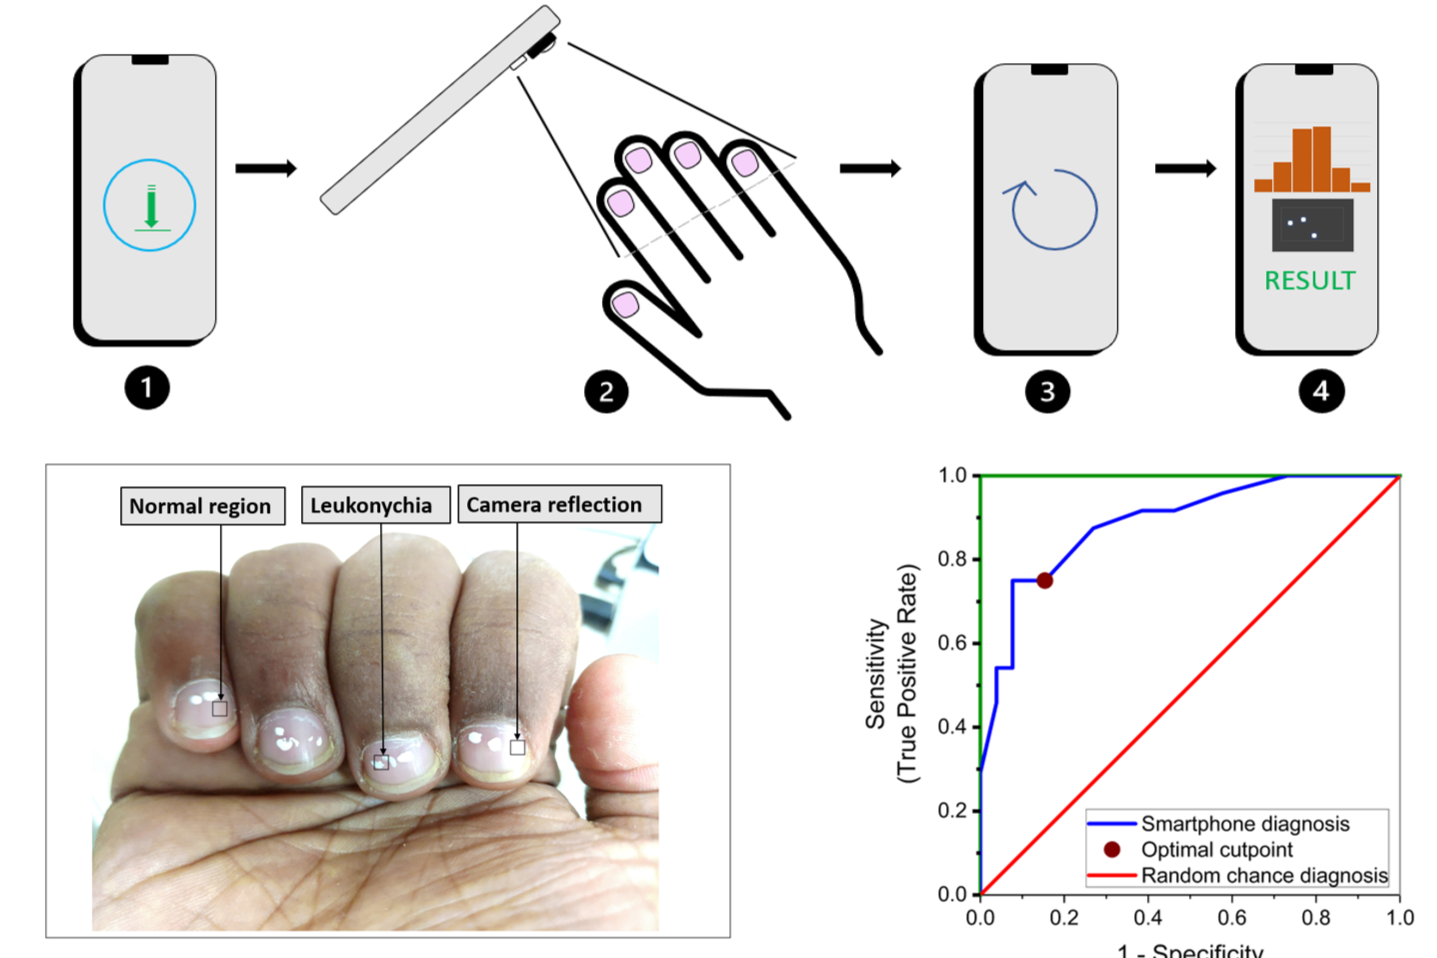 RESULT
1
2
3
4
Normal region
Leukonychia
Camera reflection
1.0
0.8
0.6
0.4
0.2
0.0
Sensitivity
(True Positive Rate)
Smartphone diagnosis
Optimal cutpoint
Random chance diagnosis
0.0 0.2 0.4 0.6 0.8 1.0
1 - Specificity